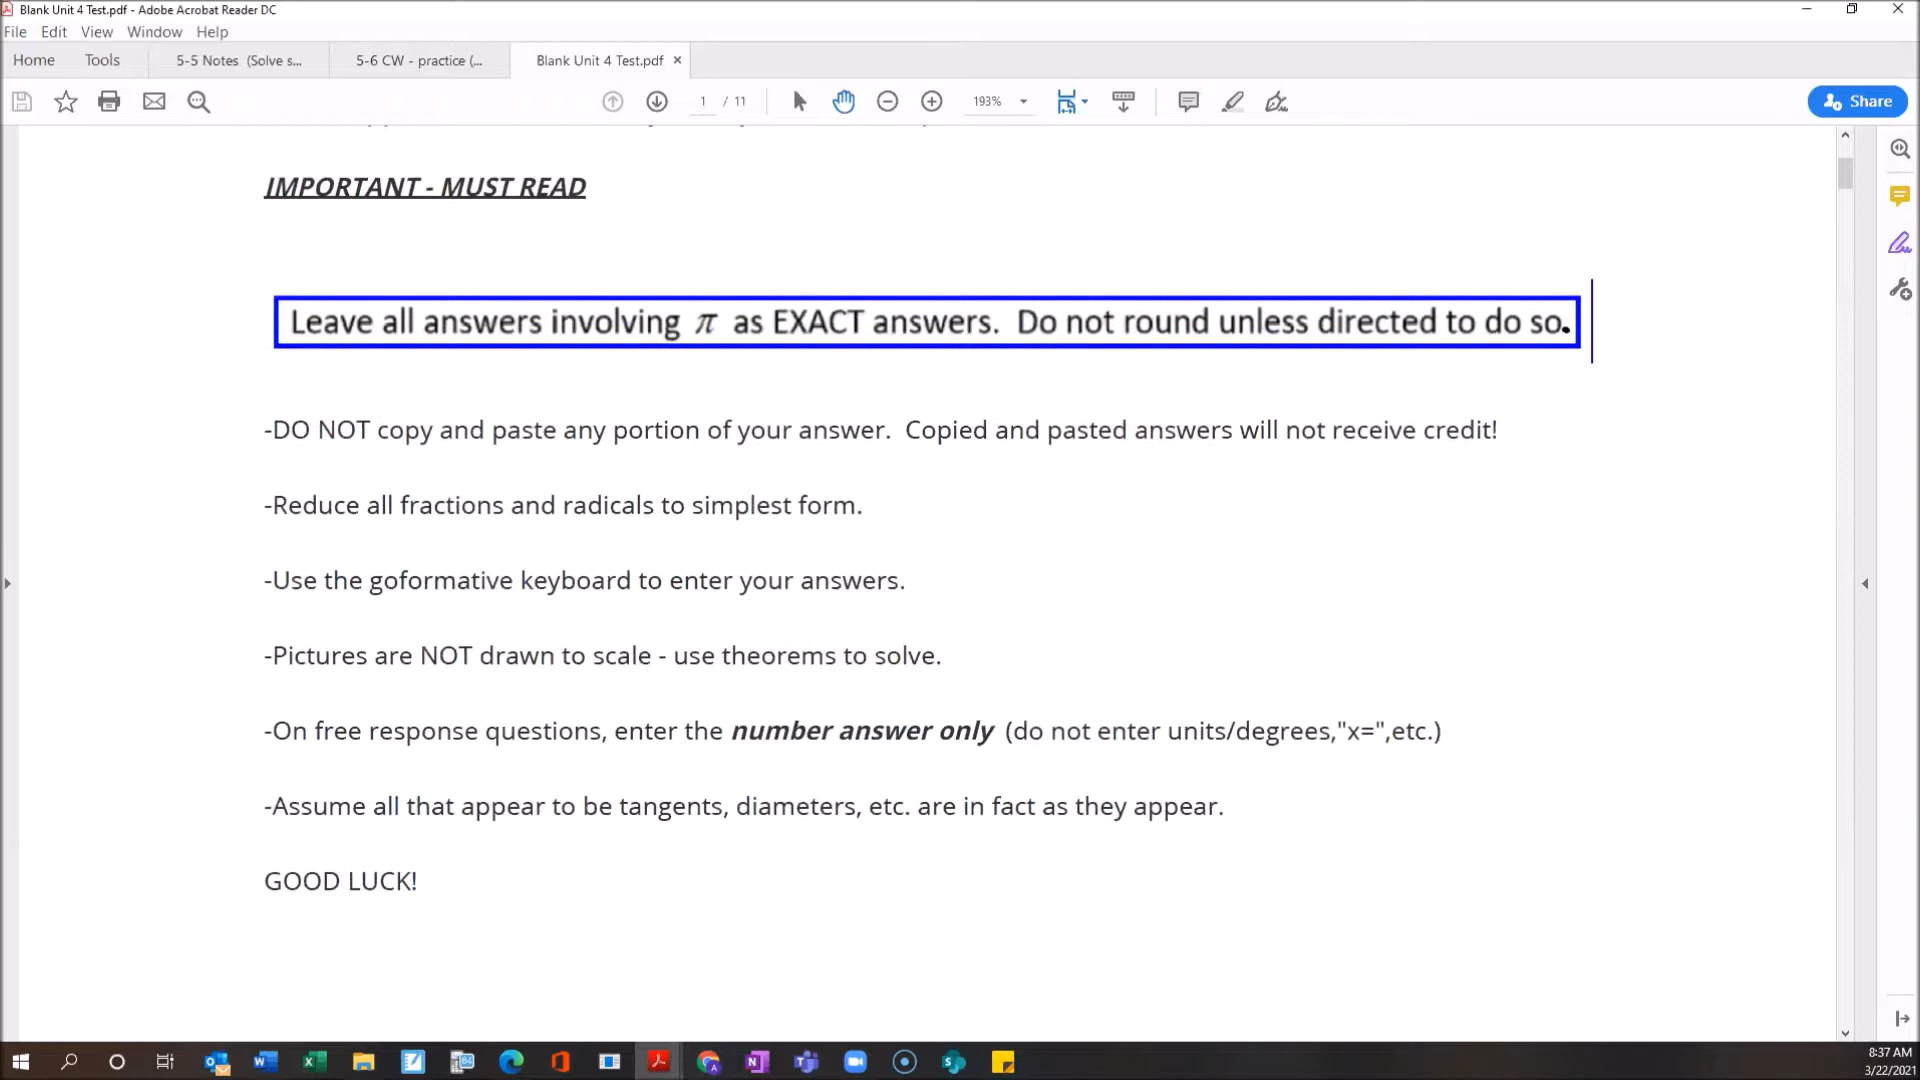 Blank Unit 4 Test.pdf - Adobe Acrobat Reader DC
File Edit View Window Help
Home Tools 5-5 Notes (Solve s... 5-6 CW - practice (... Blank Unit 4 Test.pdf ×
1 / 11 193% Share
IMPORTANT - MUST READ
Leave all answers involving π as EXACT answers. Do not round unless directed to do so.
-DO NOT copy and paste any portion of your answer. Copied and pasted answers will not receive credit!
-Reduce all fractions and radicals to simplest form.
-Use the goformative keyboard to enter your answers.
-Pictures are NOT drawn to scale - use theorems to solve.
-On free response questions, enter the number answer only (do not enter units/degrees,"x=",etc.)
-Assume all that appear to be tangents, diameters, etc. are in fact as they appear.
GOOD LUCK!
8:37 AM
3/22/2021